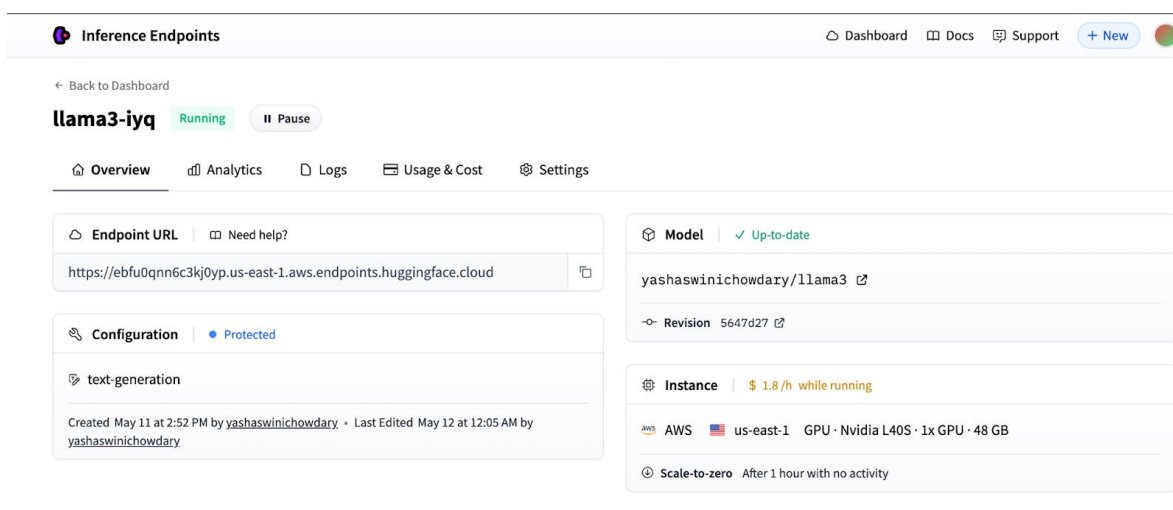 Inference Endpoints
Dashboard Docs Support + New
← Back to Dashboard
llama3-iyq Running Pause
Overview Analytics Logs Usage & Cost Settings
Endpoint URL Need help?
https://ebfu0qnn6c3kj0yp.us-east-1.aws.endpoints.huggingface.cloud
Configuration Protected
text-generation
Created May 11 at 2:52 PM by yashaswinichowdary • Last Edited May 12 at 12:05 AM by
yashaswinichowdary
Model ✓ Up-to-date
yashaswinichowdary/llama3
Revision 5647d27
Instance $ 1.8/h while running
aws AWS us-east-1 GPU · Nvidia L40S · 1x GPU · 48 GB
Scale-to-zero After 1 hour with no activity